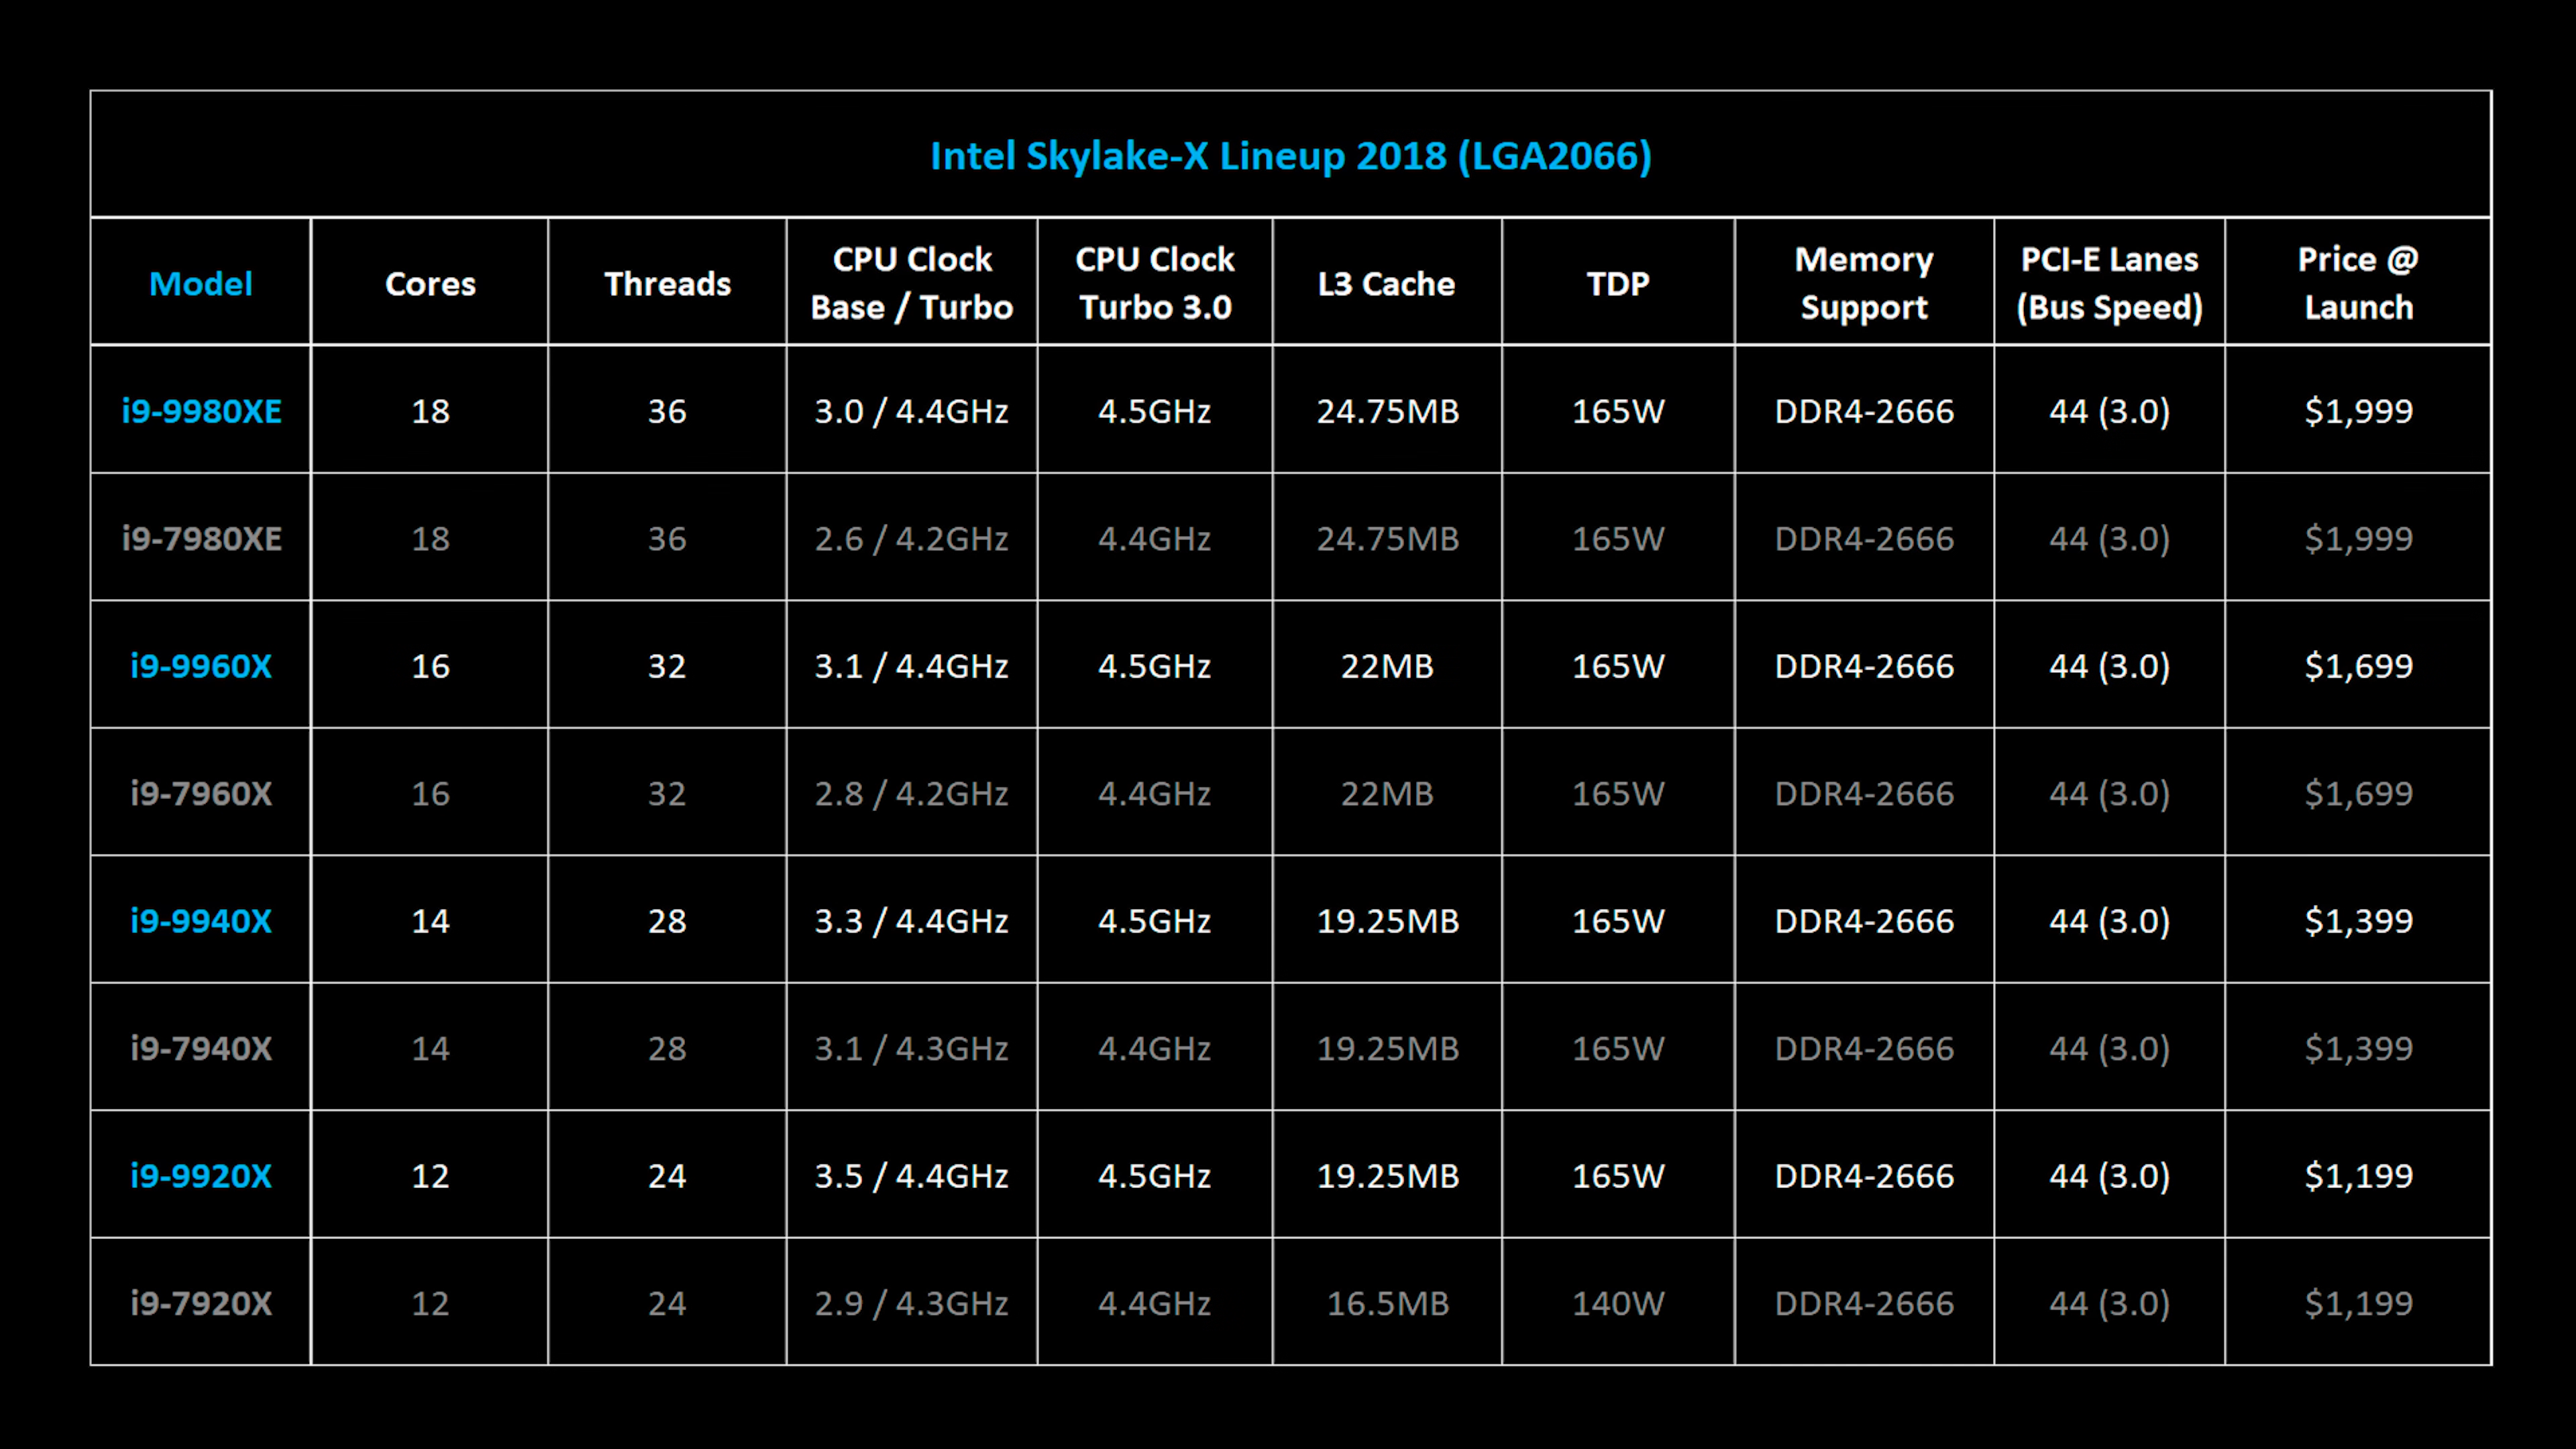 Intel Skylake-X Lineup 2018 (LGA2066)
Model Cores Threads CPU Clock Base / Turbo CPU Clock Turbo 3.0 L3 Cache TDP Memory Support PCI-E Lanes (Bus Speed) Price @ Launch
i9-9980XE 18 36 3.0 / 4.4GHz 4.5GHz 24.75MB 165W DDR4-2666 44 (3.0) $1,999
i9-7980XE 18 36 2.6 / 4.2GHz 4.4GHz 24.75MB 165W DDR4-2666 44 (3.0) $1,999
i9-9960X 16 32 3.1 / 4.4GHz 4.5GHz 22MB 165W DDR4-2666 44 (3.0) $1,699
i9-7960X 16 32 2.8 / 4.2GHz 4.4GHz 22MB 165W DDR4-2666 44 (3.0) $1,699
i9-9940X 14 28 3.3 / 4.4GHz 4.5GHz 19.25MB 165W DDR4-2666 44 (3.0) $1,399
i9-7940X 14 28 3.1 / 4.3GHz 4.4GHz 19.25MB 165W DDR4-2666 44 (3.0) $1,399
i9-9920X 12 24 3.5 / 4.4GHz 4.5GHz 19.25MB 165W DDR4-2666 44 (3.0) $1,199
i9-7920X 12 24 2.9 / 4.3GHz 4.4GHz 16.5MB 140W DDR4-2666 44 (3.0) $1,199